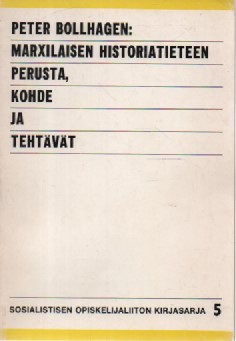 PETER BOLLHAGEN:
MARXILAISEN HISTORIATIETEEN
PERUSTA,
KOHDE
JA
TEHTÄVÄT
SOSIALISTISEN OPISKELIJALIITON KIRJASARJA 5